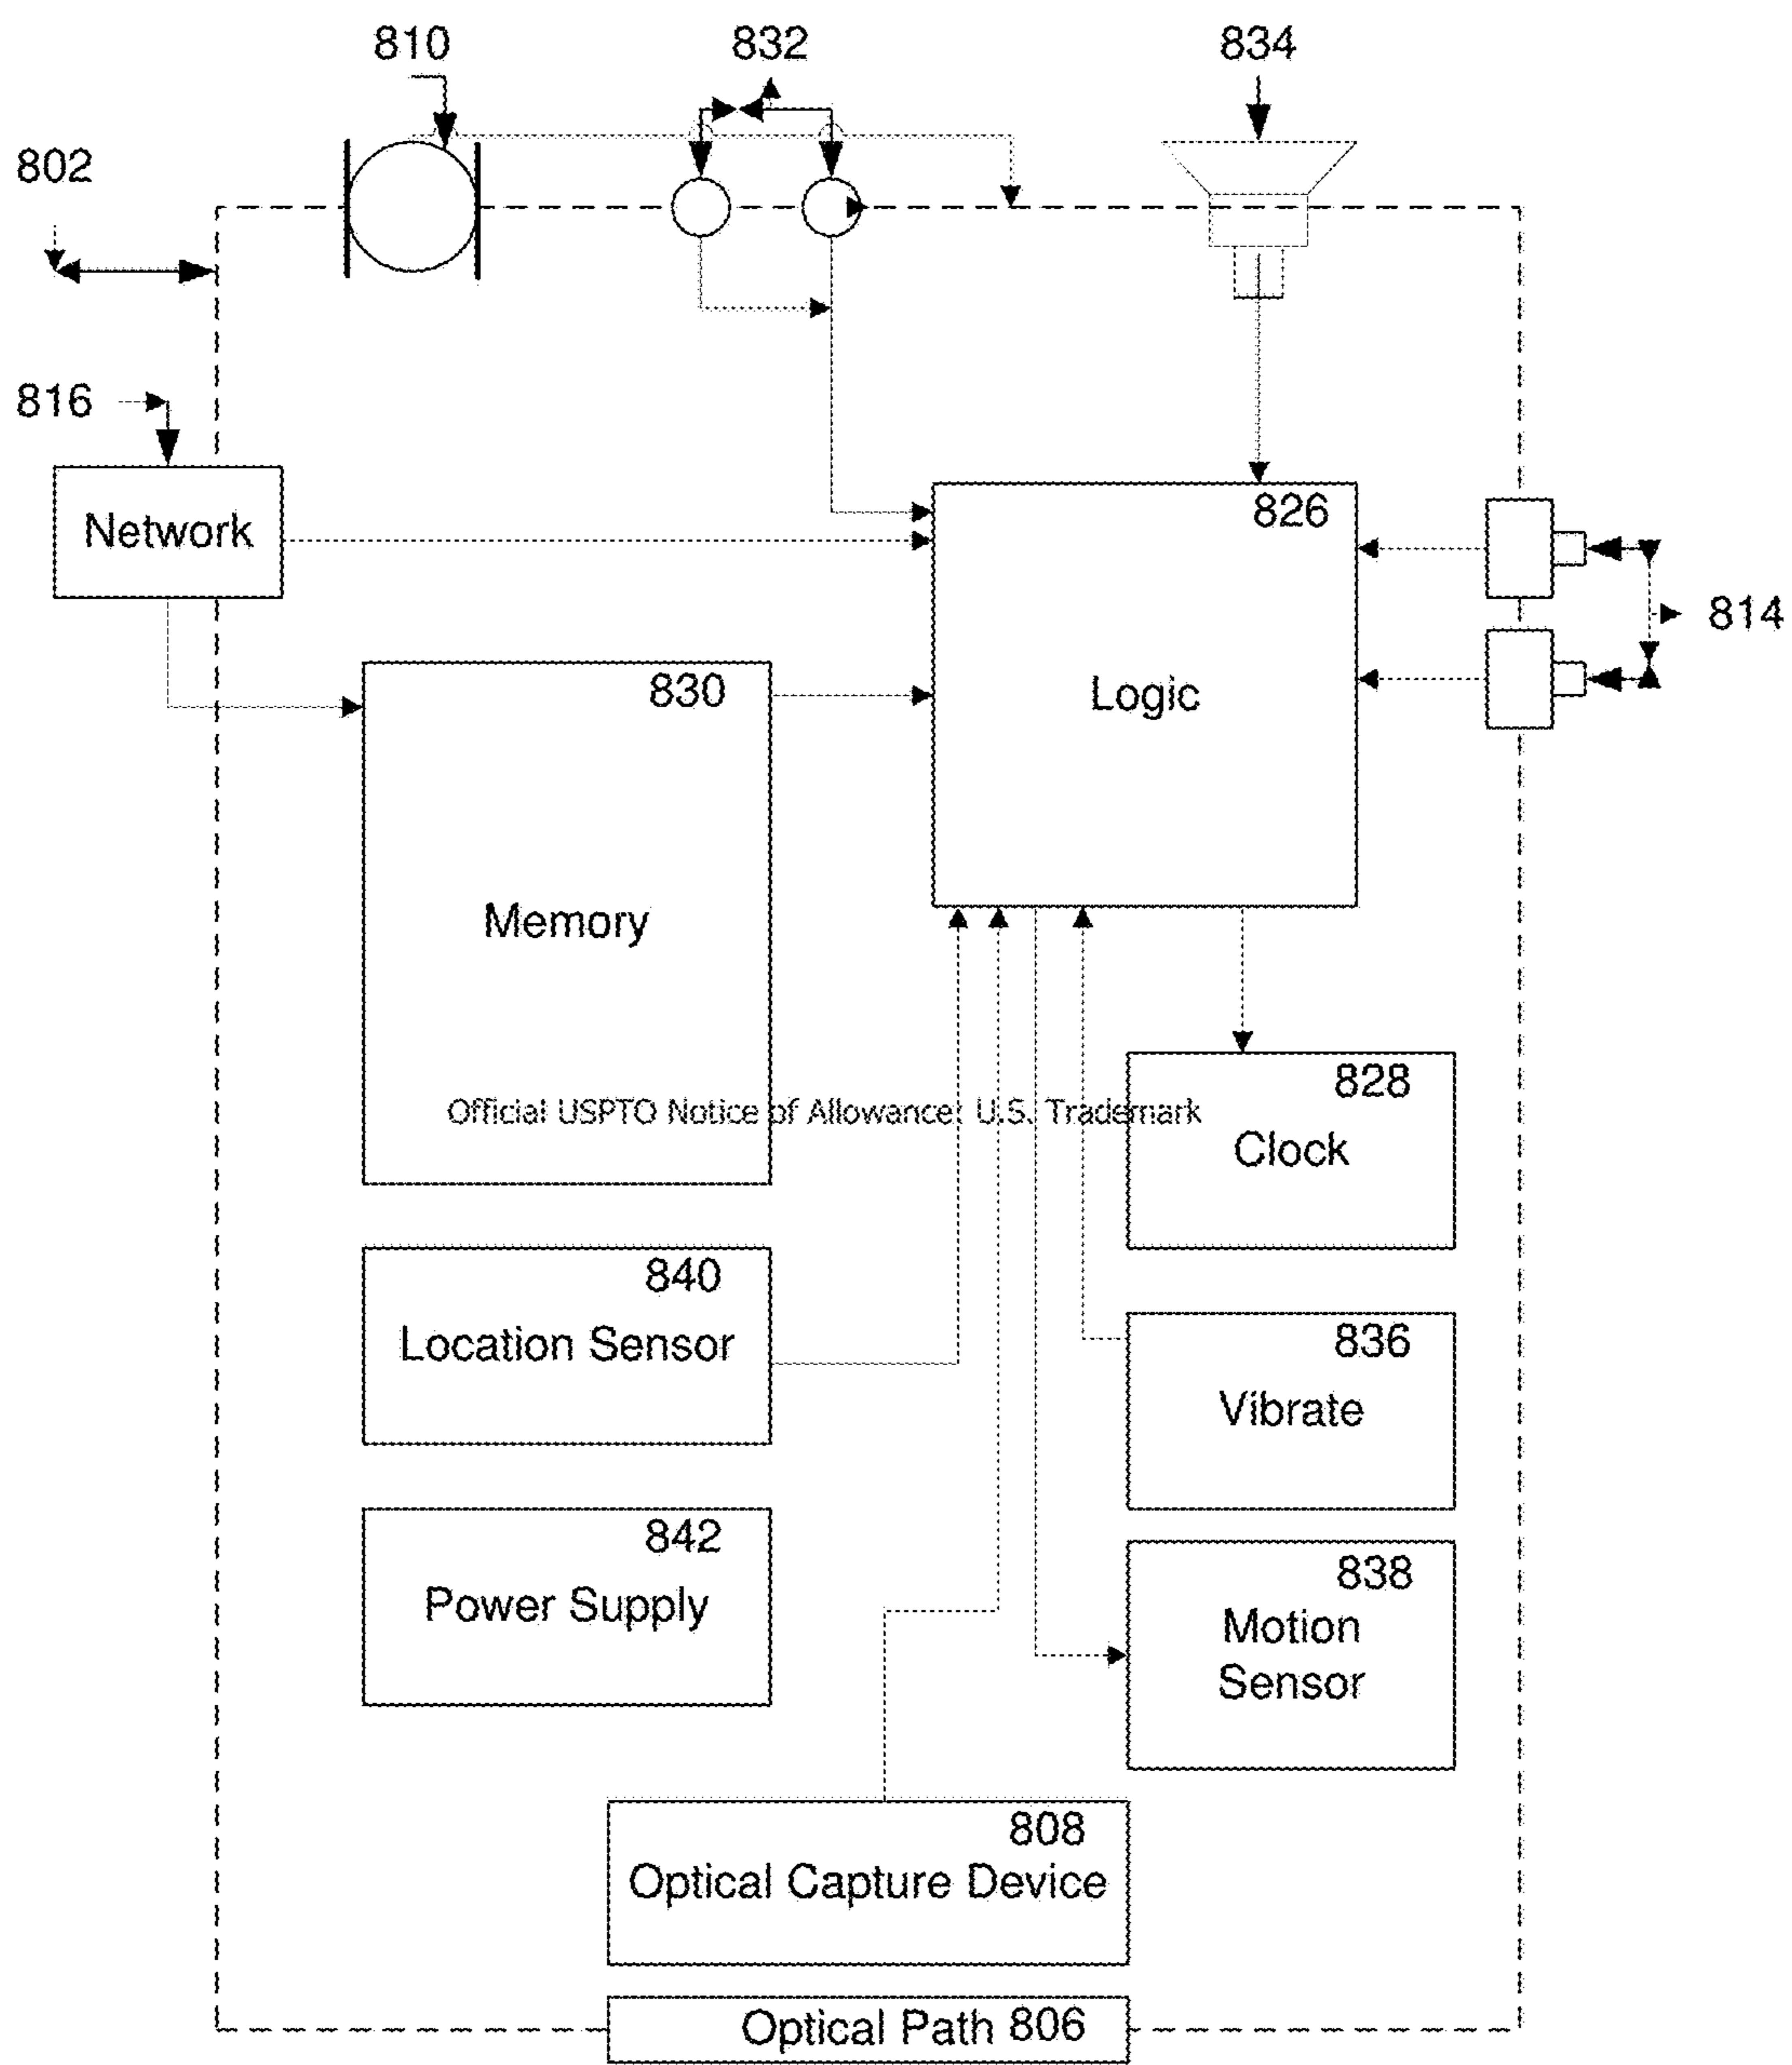 810
832
834
802
816
Network
826
Logic
814
830
Memory
Official USPTO Notice of Allowance: U.S. Trademark
828
Clock
840
Location Sensor
836
Vibrate
842
Power Supply
838
Motion
Sensor
808
Optical Capture Device
Optical Path 806